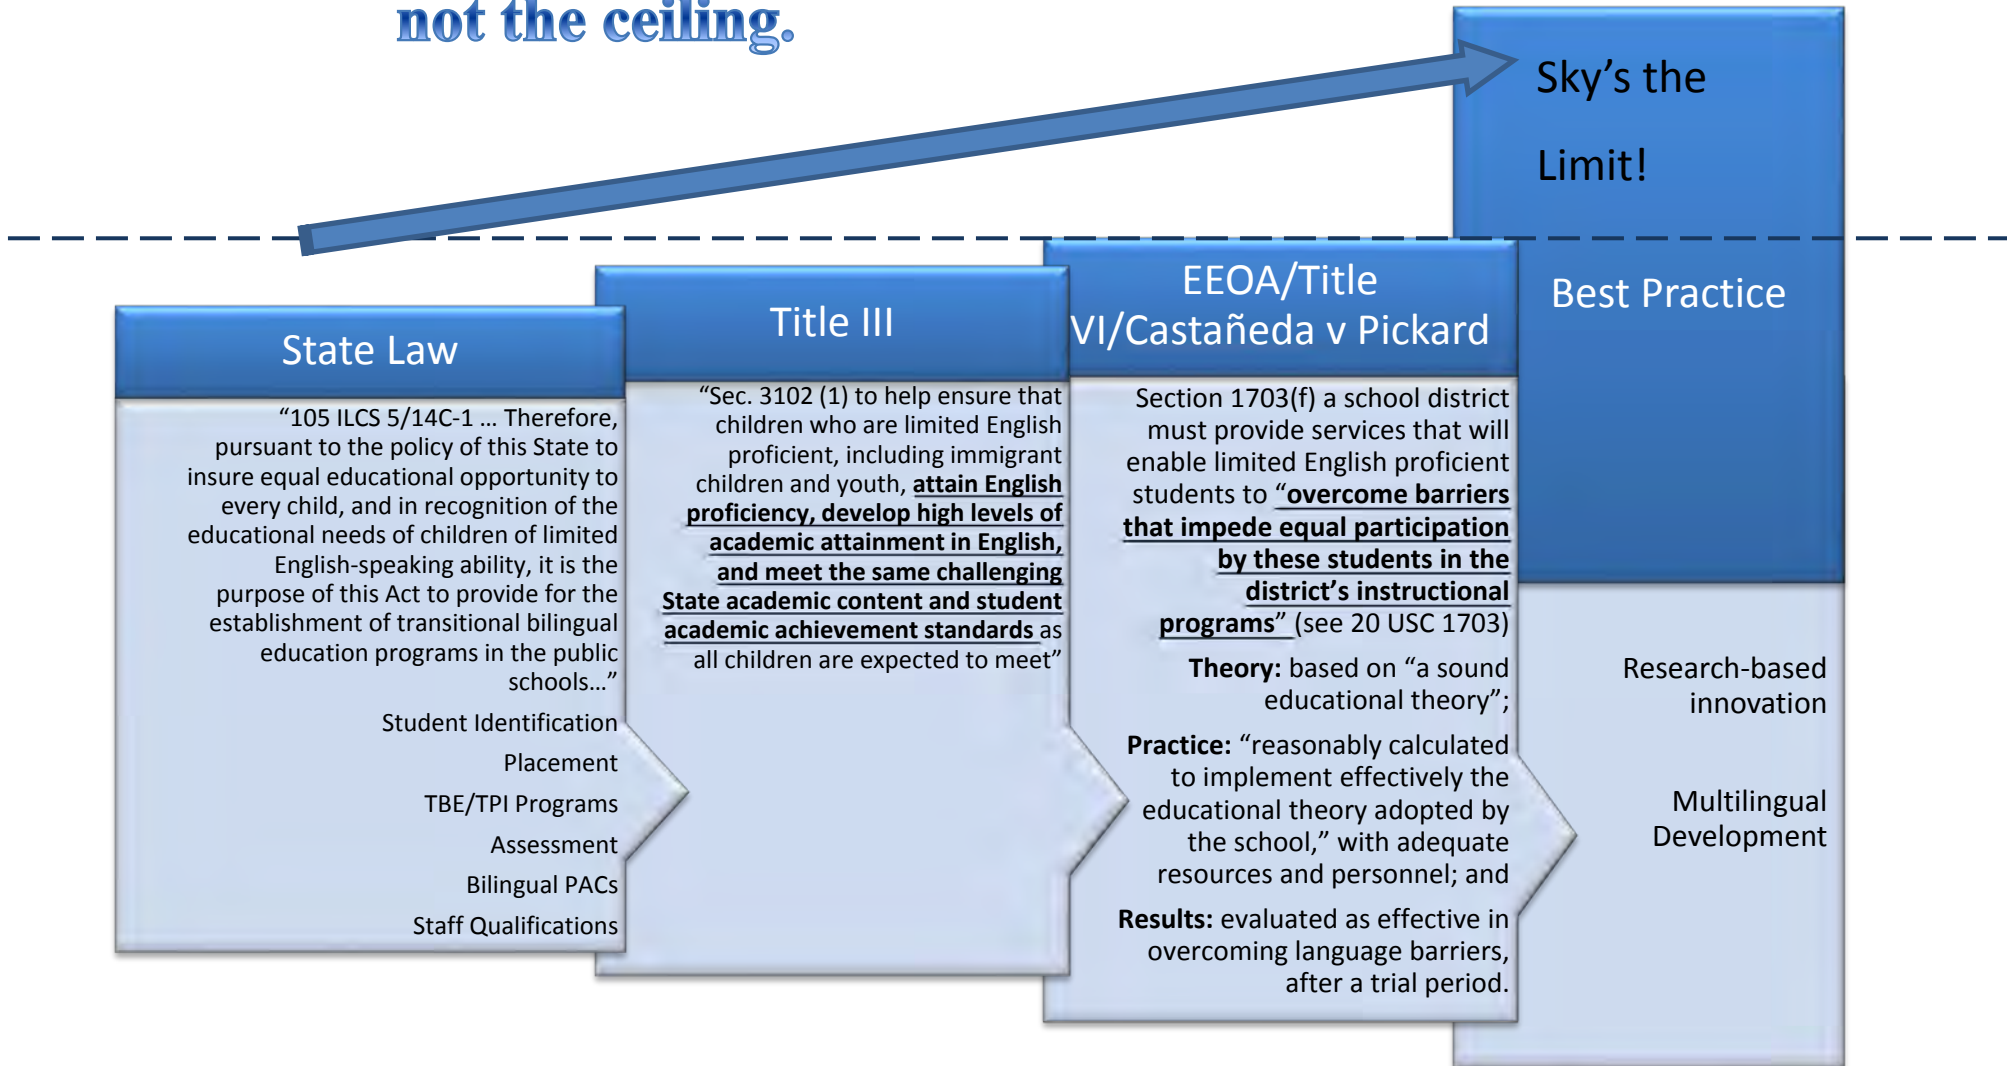 not the ceiling.
Sky’s the
Limit!
State Law
“105 ILCS 5/14C-1 … Therefore,
pursuant to the policy of this State to
insure equal educational opportunity to
every child, and in recognition of the
educational needs of children of limited
English-speaking ability, it is the
purpose of this Act to provide for the
establishment of transitional bilingual
education programs in the public
schools…”
Student Identification
Placement
TBE/TPI Programs
Assessment
Bilingual PACs
Staff Qualifications
Title III
“Sec. 3102 (1) to help ensure that
children who are limited English
proficient, including immigrant
children and youth, attain English
proficiency, develop high levels of
academic attainment in English,
and meet the same challenging
State academic content and student
academic achievement standards as
all children are expected to meet”
EEOA/Title
VI/Castañeda v Pickard
Section 1703(f) a school district
must provide services that will
enable limited English proficient
students to “overcome barriers
that impede equal participation
by these students in the
district’s instructional
programs” (see 20 USC 1703)
Theory: based on “a sound
educational theory”;
Practice: “reasonably calculated
to implement effectively the
educational theory adopted by
the school,” with adequate
resources and personnel; and
Results: evaluated as effective in
overcoming language barriers,
after a trial period.
Best Practice
Research-based
innovation
Multilingual
Development